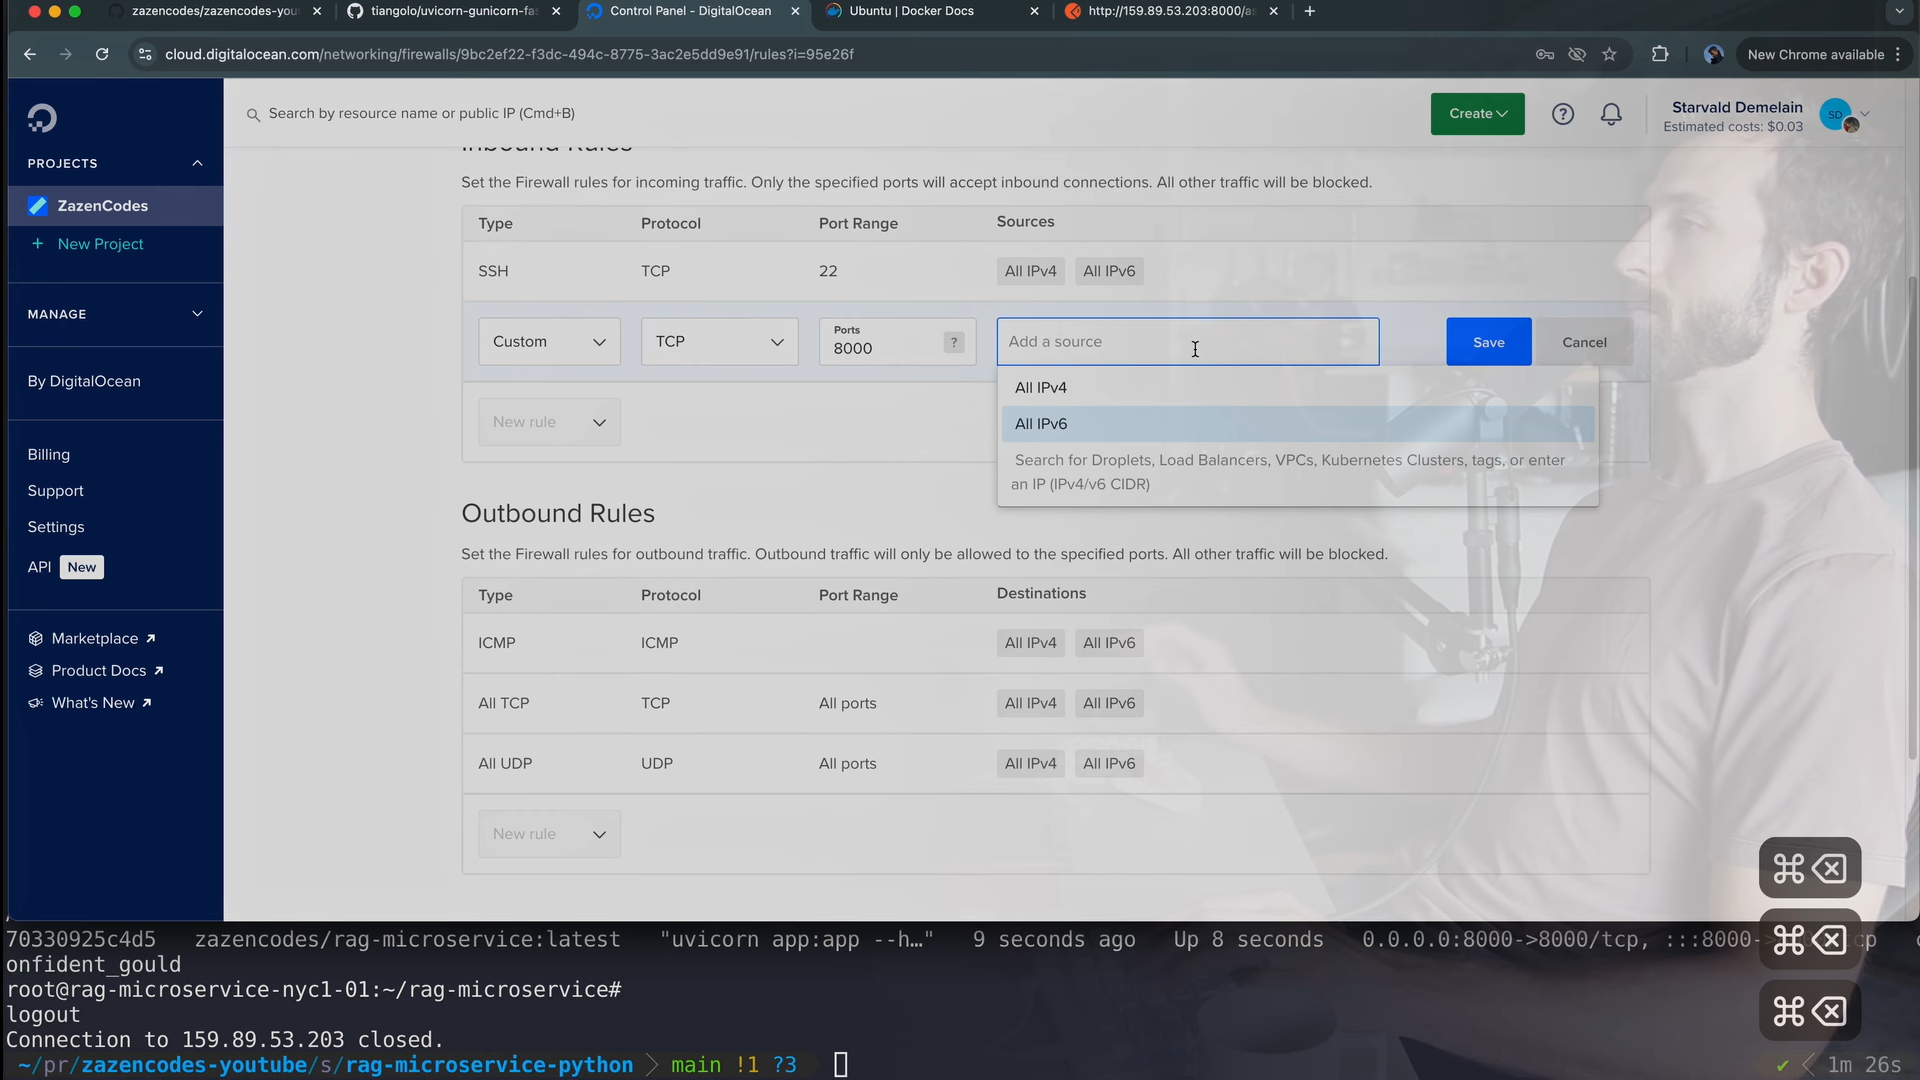 zazencodes/zazencodes-you
tiangolo/uvicorn-gunicorn-fas
Control Panel - DigitalOcean
Ubuntu | Docker Docs
http://159.89.53.203:8000/as
cloud.digitalocean.com/networking/firewalls/9bc2ef22-f3dc-494c-8775-3ac2e5dd9e91/rules?i=95e26f
New Chrome available
Search by resource name or public IP (Cmd+B)
Create
Starvald Demelain
Estimated costs: $0.03
SD
PROJECTS
ZazenCodes
+ New Project
MANAGE
By DigitalOcean
Billing
Support
Settings
API New
Marketplace
Product Docs
What's New
Inbound Rules
Set the Firewall rules for incoming traffic. Only the specified ports will accept inbound connections. All other traffic will be blocked.
Type Protocol Port Range Sources
SSH TCP 22 All IPv4 All IPv6
Custom TCP Ports 8000 ? Add a source Save Cancel
All IPv4
All IPv6
Search for Droplets, Load Balancers, VPCs, Kubernetes Clusters, tags, or enter
an IP (IPv4/v6 CIDR)
New rule
Outbound Rules
Set the Firewall rules for outbound traffic. Outbound traffic will only be allowed to the specified ports. All other traffic will be blocked.
Type Protocol Port Range Destinations
ICMP ICMP All IPv4 All IPv6
All TCP TCP All ports All IPv4 All IPv6
All UDP UDP All ports All IPv4 All IPv6
New rule
70330925c4d5 zazencodes/rag-microservice:latest "uvicorn app:app --h…" 9 seconds ago Up 8 seconds 0.0.0.0:8000->8000/tcp, :::8000-
onfident_gould
root@rag-microservice-nyc1-01:~/rag-microservice#
logout
Connection to 159.89.53.203 closed.
~/pr/zazencodes-youtube/s/rag-microservice-python main !1 ?3 1m 26s